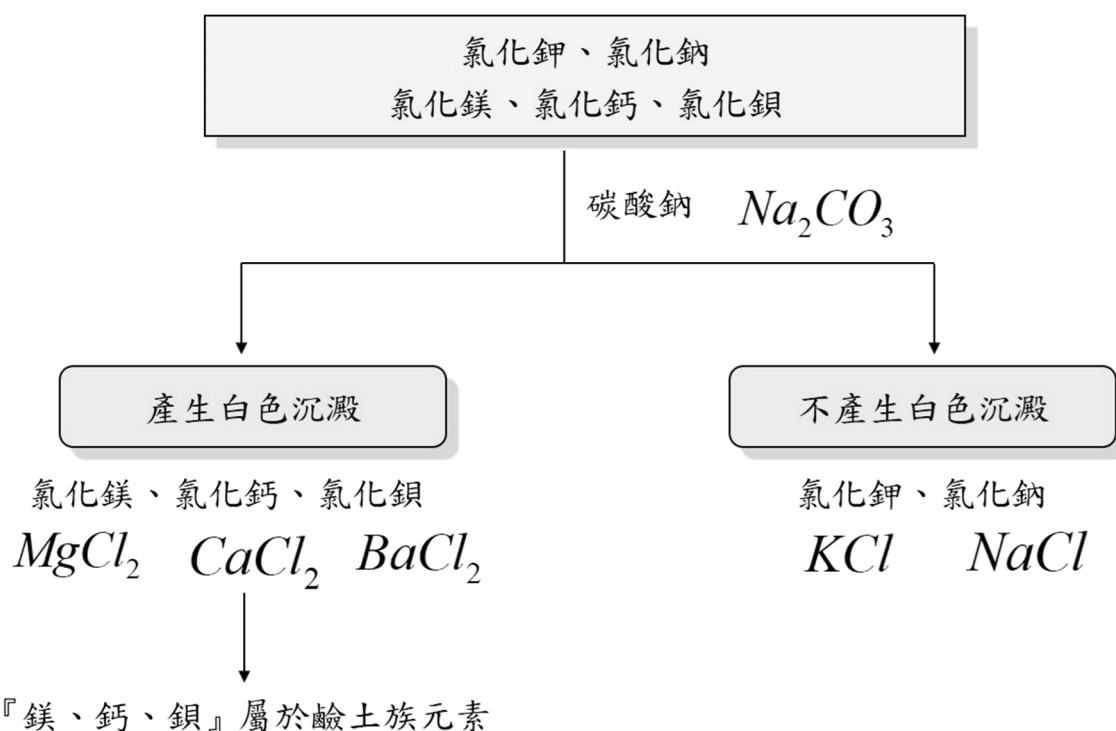 氯化鉀、氯化鈉
氯化鎂、氯化鈣、氯化鋇
碳酸鈉 Na₂CO₃
產生白色沉澱
不產生白色沉澱
氯化鎂、氯化鈣、氯化鋇
氯化鉀、氯化鈉
MgCl₂ CaCl₂ BaCl₂
KCl NaCl
『鎂、鈣、鋇』屬於鹼土族元素